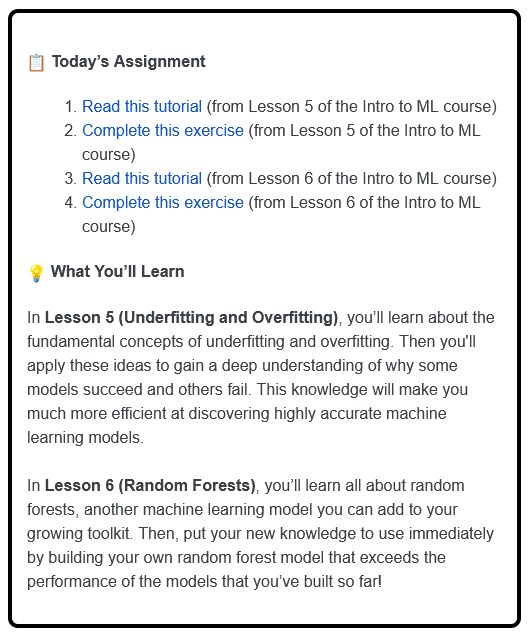 📋 Today’s Assignment
1. Read this tutorial (from Lesson 5 of the Intro to ML course)
2. Complete this exercise (from Lesson 5 of the Intro to ML
course)
3. Read this tutorial (from Lesson 6 of the Intro to ML course)
4. Complete this exercise (from Lesson 6 of the Intro to ML
course)
💡 What You’ll Learn
In Lesson 5 (Underfitting and Overfitting), you’ll learn about the
fundamental concepts of underfitting and overfitting. Then you'll
apply these ideas to gain a deep understanding of why some
models succeed and others fail. This knowledge will make you
much more efficient at discovering highly accurate machine
learning models.
In Lesson 6 (Random Forests), you’ll learn all about random
forests, another machine learning model you can add to your
growing toolkit. Then, put your new knowledge to use immediately
by building your own random forest model that exceeds the
performance of the models that you’ve built so far!